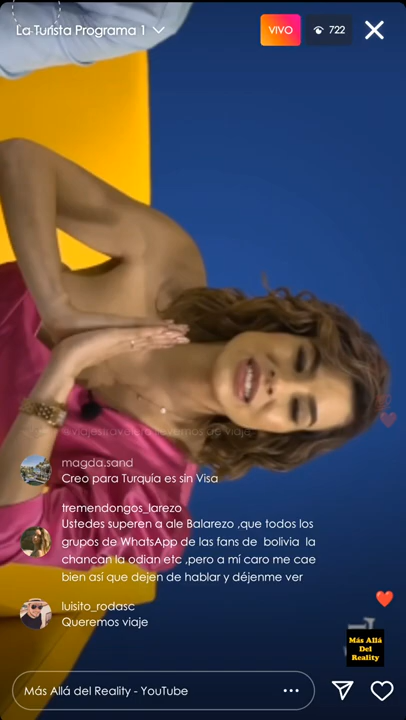 La Turista Programa 1
VIVO
722
@viajestravel
magda.sand
Creo para Turquía es sin Visa
tremendongos_larezo
Ustedes superen a ale Balarezo ,que todos los
grupos de WhatsApp de las fans de bolivia la
chancan la odian etc ,pero a mí caro me cae
bien así que dejen de hablar y déjenme ver
luisito_rodasc
Queremos viaje
Más Allá
Del
Reality
Más Allá del Reality - YouTube